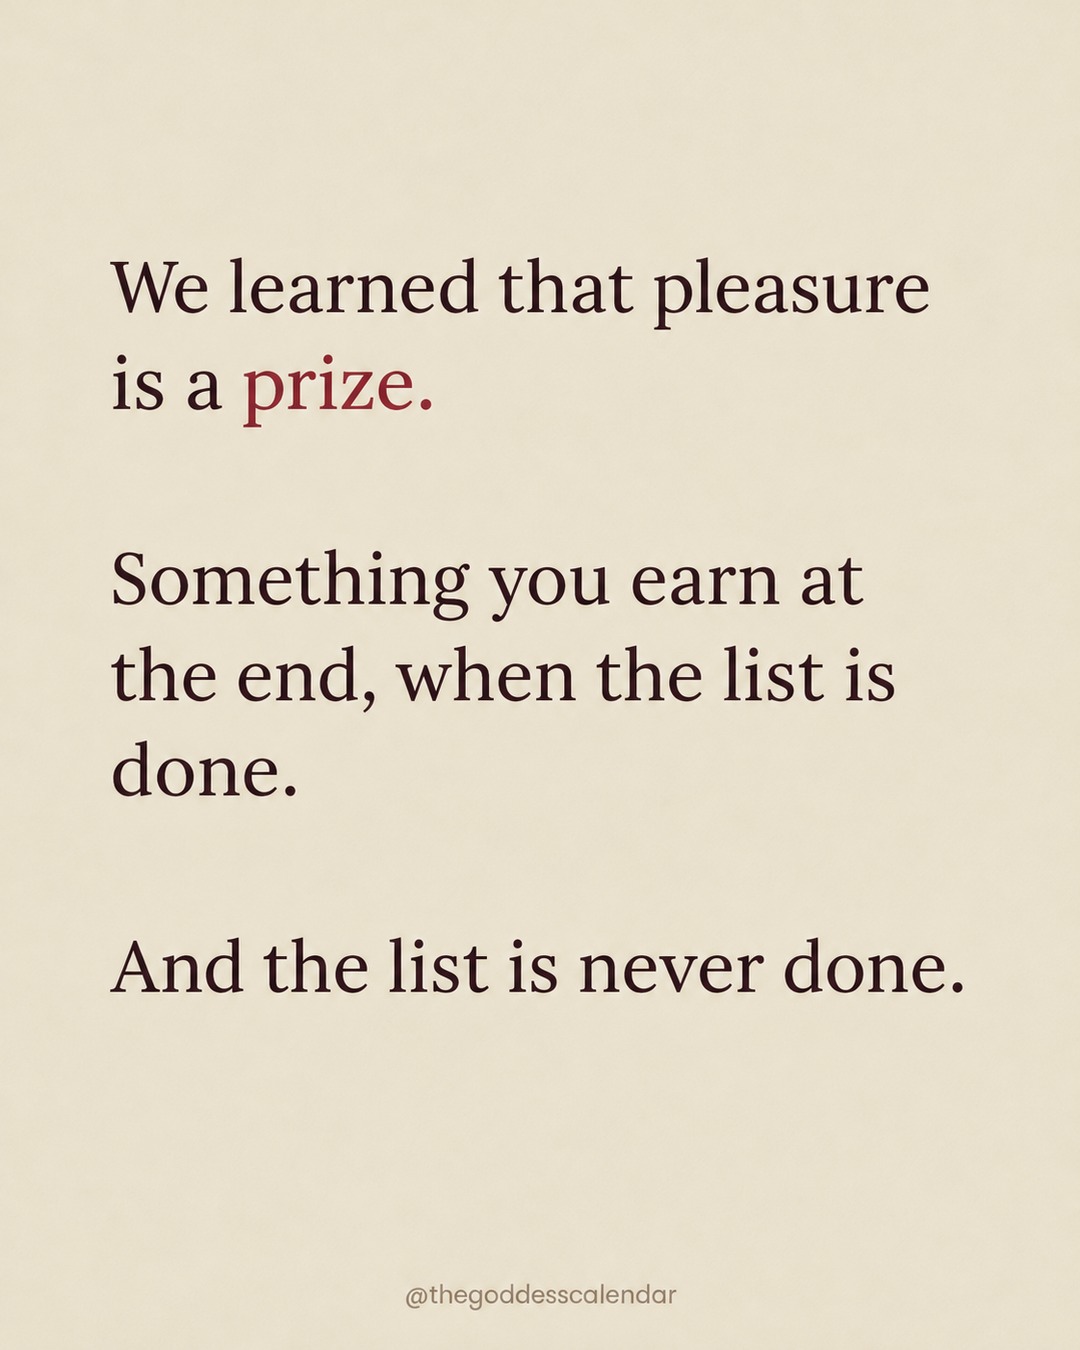 We learned that pleasure
is a prize.
Something you earn at
the end, when the list is
done.
And the list is never done.
@thegoddesscalendar